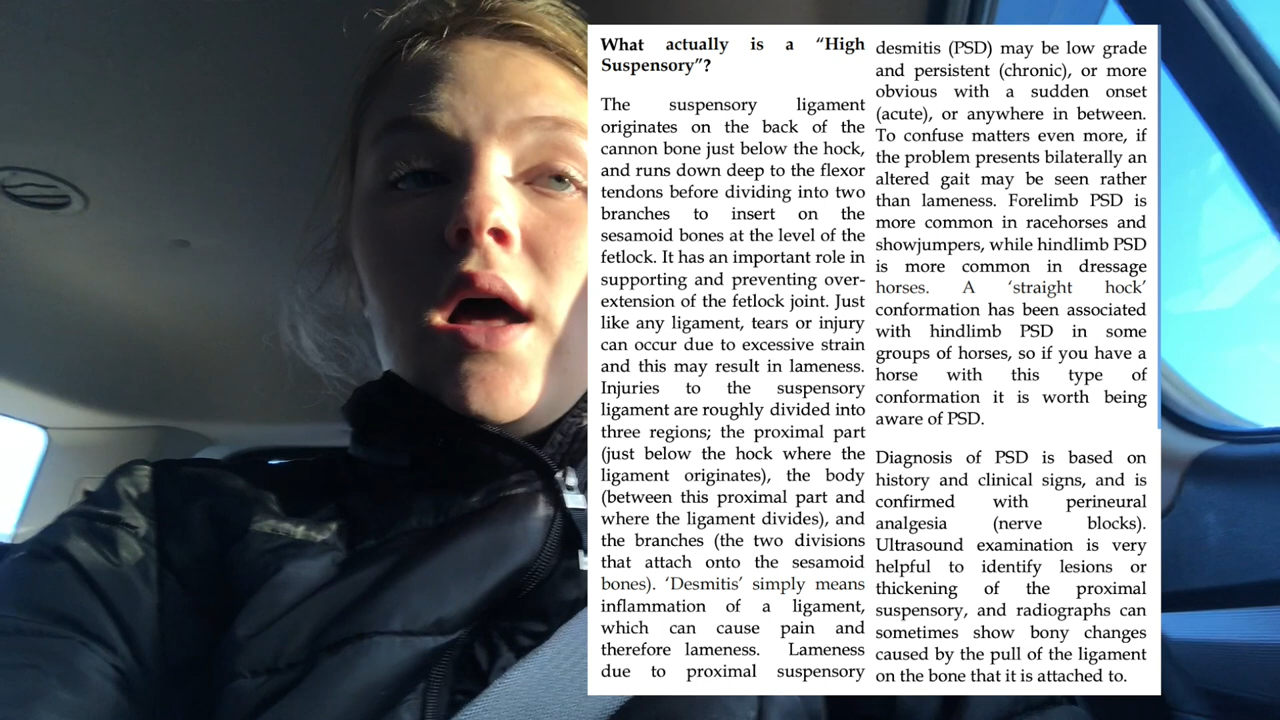 What actually is a “High
Suspensory”?
The suspensory ligament
originates on the back of the
cannon bone just below the hock,
and runs down deep to the flexor
tendons before dividing into two
branches to insert on the
sesamoid bones at the level of the
fetlock. It has an important role in
supporting and preventing over-
extension of the fetlock joint. Just
like any ligament, tears or injury
can occur due to excessive strain
and this may result in lameness.
Injuries to the suspensory
ligament are roughly divided into
three regions; the proximal part
(just below the hock where the
ligament originates), the body
(between this proximal part and
where the ligament divides), and
the branches (the two divisions
that attach onto the sesamoid
bones). ‘Desmitis’ simply means
inflammation of a ligament,
which can cause pain and
therefore lameness. Lameness
due to proximal suspensory
desmitis (PSD) may be low grade
and persistent (chronic), or more
obvious with a sudden onset
(acute), or anywhere in between.
To confuse matters even more, if
the problem presents bilaterally an
altered gait may be seen rather
than lameness. Forelimb PSD is
more common in racehorses and
showjumpers, while hindlimb PSD
is more common in dressage
horses. A ‘straight hock’
conformation has been associated
with hindlimb PSD in some
groups of horses, so if you have a
horse with this type of
conformation it is worth being
aware of PSD.
Diagnosis of PSD is based on
history and clinical signs, and is
confirmed with perineural
analgesia (nerve blocks).
Ultrasound examination is very
helpful to identify lesions or
thickening of the proximal
suspensory, and radiographs can
sometimes show bony changes
caused by the pull of the ligament
on the bone that it is attached to.